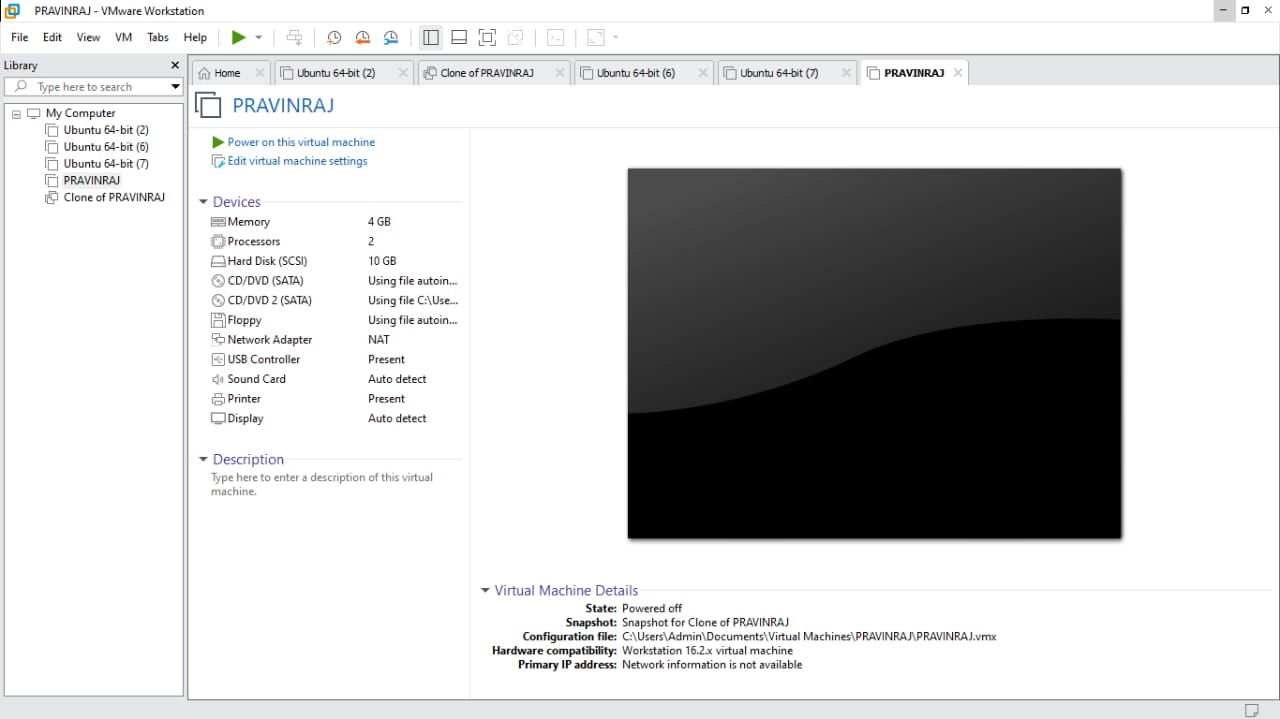 PRAVINRAJ - VMware Workstation
File Edit View VM Tabs Help
Library
Type here to search
My Computer
Ubuntu 64-bit (2)
Ubuntu 64-bit (6)
Ubuntu 64-bit (7)
PRAVINRAJ
Clone of PRAVINRAJ
Home Ubuntu 64-bit (2) Clone of PRAVINRAJ Ubuntu 64-bit (6) Ubuntu 64-bit (7) PRAVINRAJ
PRAVINRAJ
Power on this virtual machine
Edit virtual machine settings
Devices
Memory 4 GB
Processors 2
Hard Disk (SCSI) 10 GB
CD/DVD (SATA) Using file autoin...
CD/DVD 2 (SATA) Using file C:\Use...
Floppy Using file autoin...
Network Adapter NAT
USB Controller Present
Sound Card Auto detect
Printer Present
Display Auto detect
Description
Type here to enter a description of this virtual
machine.
Virtual Machine Details
State: Powered off
Snapshot: Snapshot for Clone of PRAVINRAJ
Configuration file: C:\Users\Admin\Documents\Virtual Machines\PRAVINRAJ\PRAVINRAJ.vmx
Hardware compatibility: Workstation 16.2.x virtual machine
Primary IP address: Network information is not available